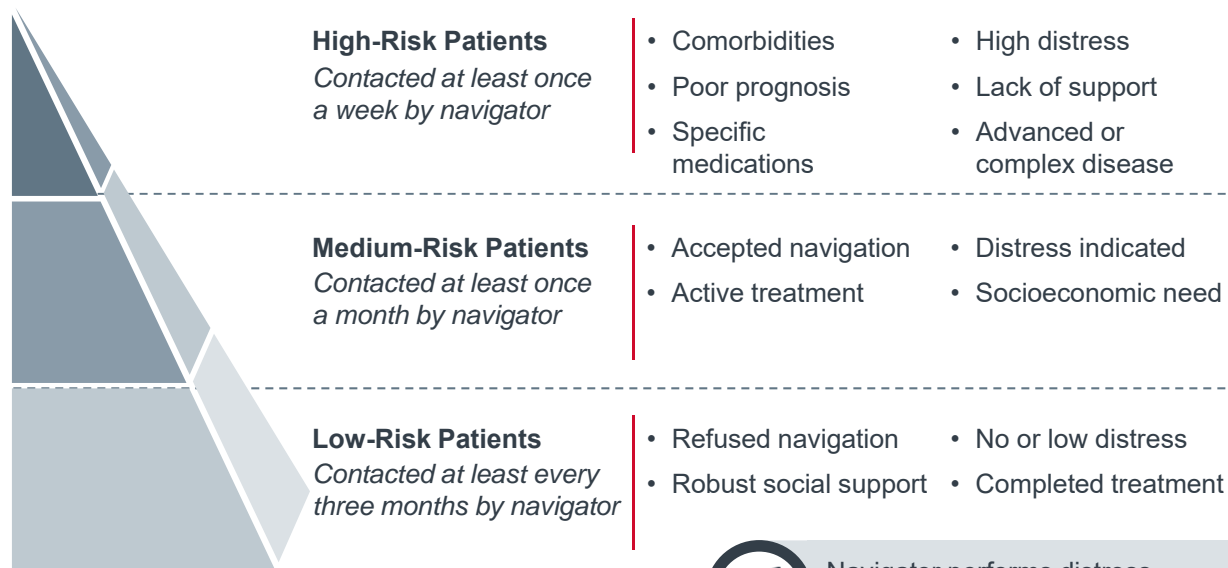 High-Risk Patients
Contacted at least once
a week by navigator
• Comorbidities
• Poor prognosis
• Specific
medications
• High distress
• Lack of support
• Advanced or
complex disease
Medium-Risk Patients
Contacted at least once
a month by navigator
• Accepted navigation
• Active treatment
• Distress indicated
• Socioeconomic need
Low-Risk Patients
Contacted at least every
three months by navigator
• Refused navigation
• Robust social support
• No or low distress
• Completed treatment
Navigator performs distress